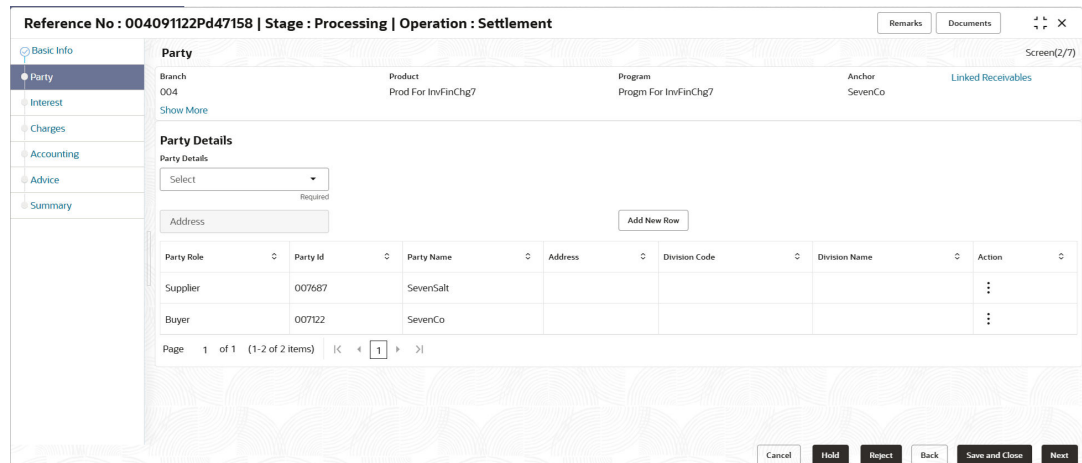 Reference No : 004091122Pd47158 | Stage : Processing | Operation : Settlement Remarks Documents
Basic Info
Party
Interest
Charges
Accounting
Advice
Summary
Party Screen(2/7)
Branch Product Program Anchor Linked Receivables
004 Prod For InvFinChg7 Progm For InvFinChg7 SevenCo
Show More
Party Details
Party Details
Select
Required
Address Add New Row
Party Role Party Id Party Name Address Division Code Division Name Action
Supplier 007687 SevenSalt
Buyer 007122 SevenCo
Page 1 of 1 (1-2 of 2 items) 1
Cancel Hold Reject Back Save and Close Next